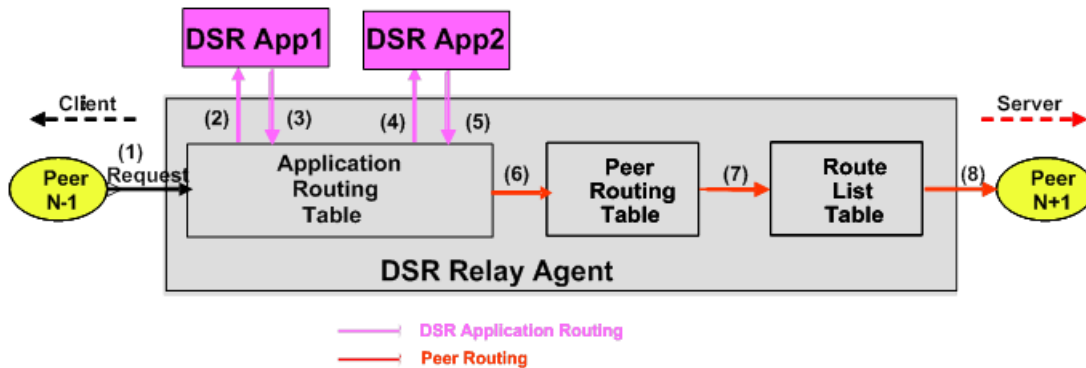 DSR App1
DSR App2
Client
Server
(2)
(3)
(4)
(5)
(1)
Request
Peer
N-1
Application
Routing
Table
(6)
Peer
Routing
Table
(7)
Route
List
Table
(8)
Peer
N+1
DSR Relay Agent
DSR Application Routing
Peer Routing